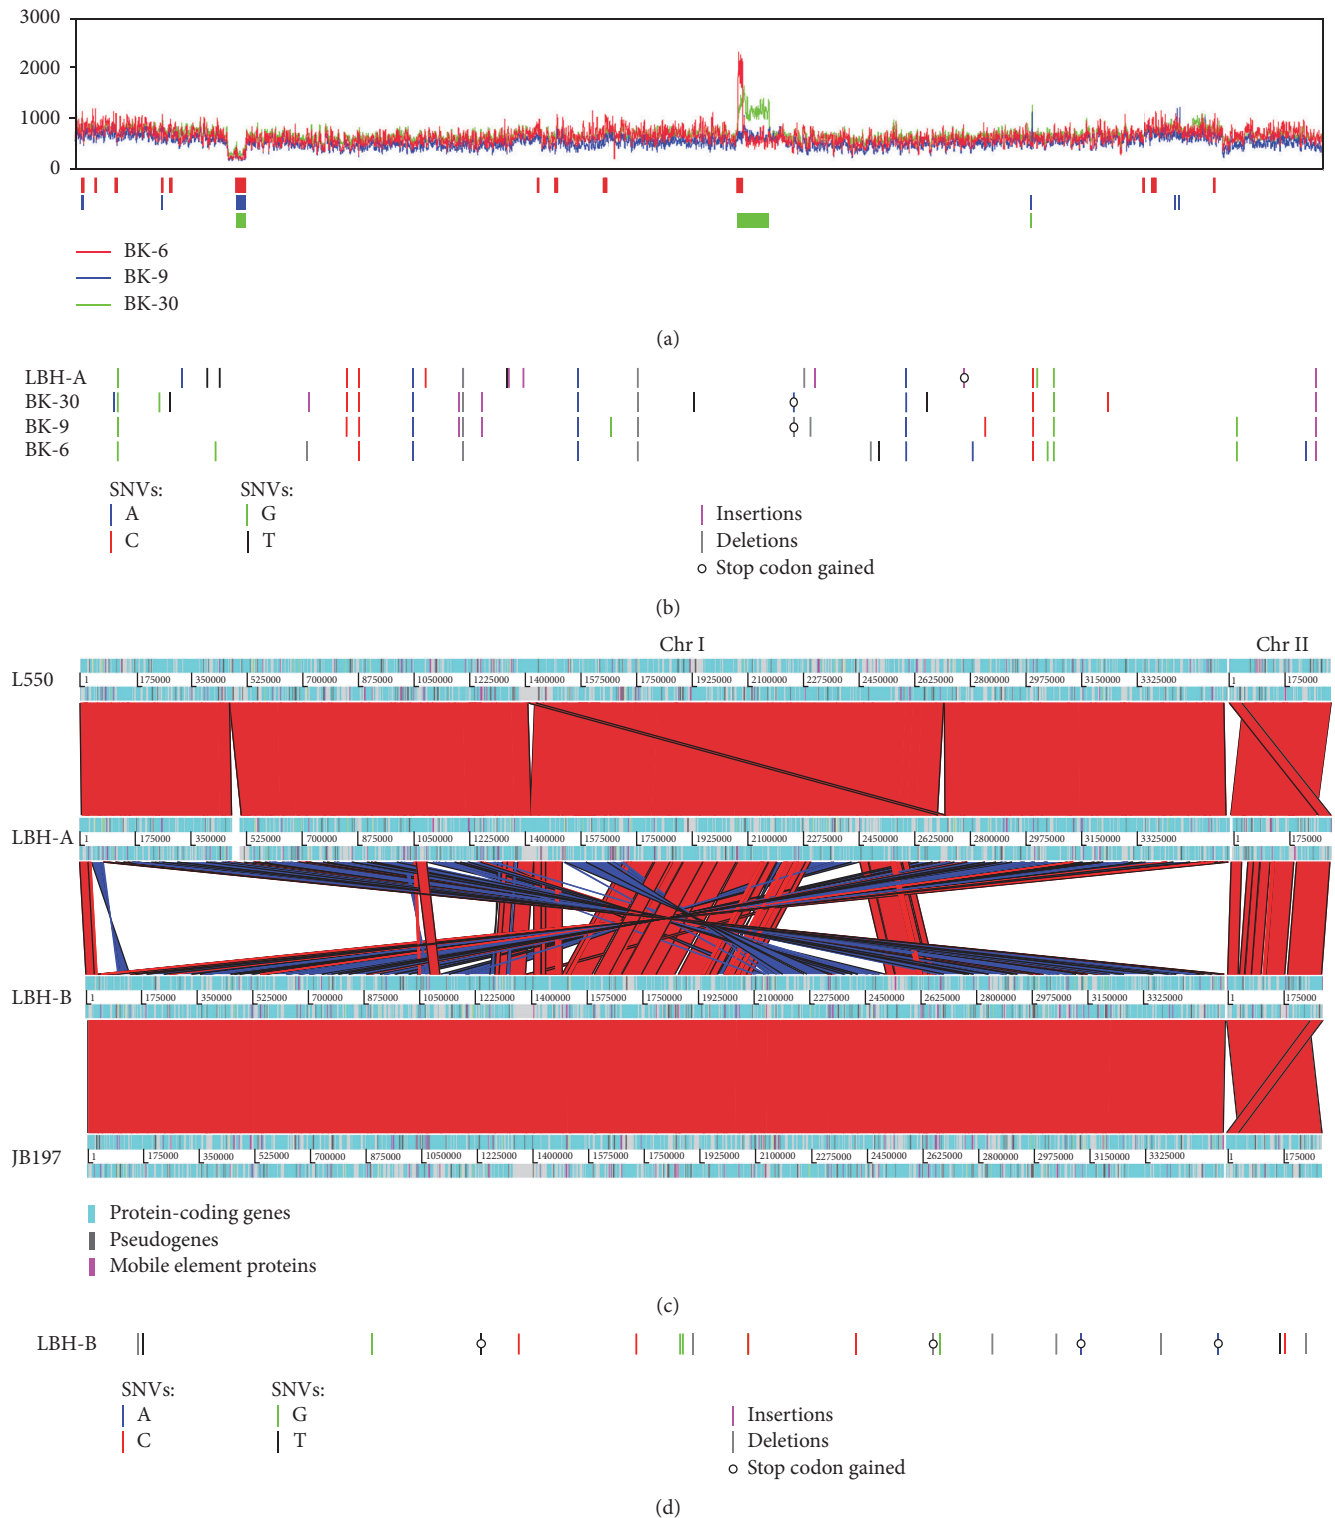 3000
2000
1000
0
BK-6
BK-9
BK-30
(a)
LBH-A
BK-30
BK-9
BK-6
SNVs: SNVs:
A G Insertions
C T Deletions
Stop codon gained
(b)
Chr I Chr II
L550
1 175000 350000 525000 700000 875000 1050000 1225000 1400000 1575000 1750000 1925000 2100000 2275000 2450000 2625000 2800000 2975000 3150000 3325000 1 175000
LBH-A
1 175000 350000 525000 700000 875000 1050000 1225000 1400000 1575000 1750000 1925000 2100000 2275000 2450000 2625000 2800000 2975000 3150000 3325000 1 175000
LBH-B
1 175000 350000 525000 700000 875000 1050000 1225000 1400000 1575000 1750000 1925000 2100000 2275000 2450000 2625000 2800000 2975000 3150000 3325000 1 175000
JB197
1 175000 350000 525000 700000 875000 1050000 1225000 1400000 1575000 1750000 1925000 2100000 2275000 2450000 2625000 2800000 2975000 3150000 3325000 1 175000
Protein-coding genes
Pseudogenes
Mobile element proteins
(c)
LBH-B
SNVs: SNVs:
A G Insertions
C T Deletions
Stop codon gained
(d)